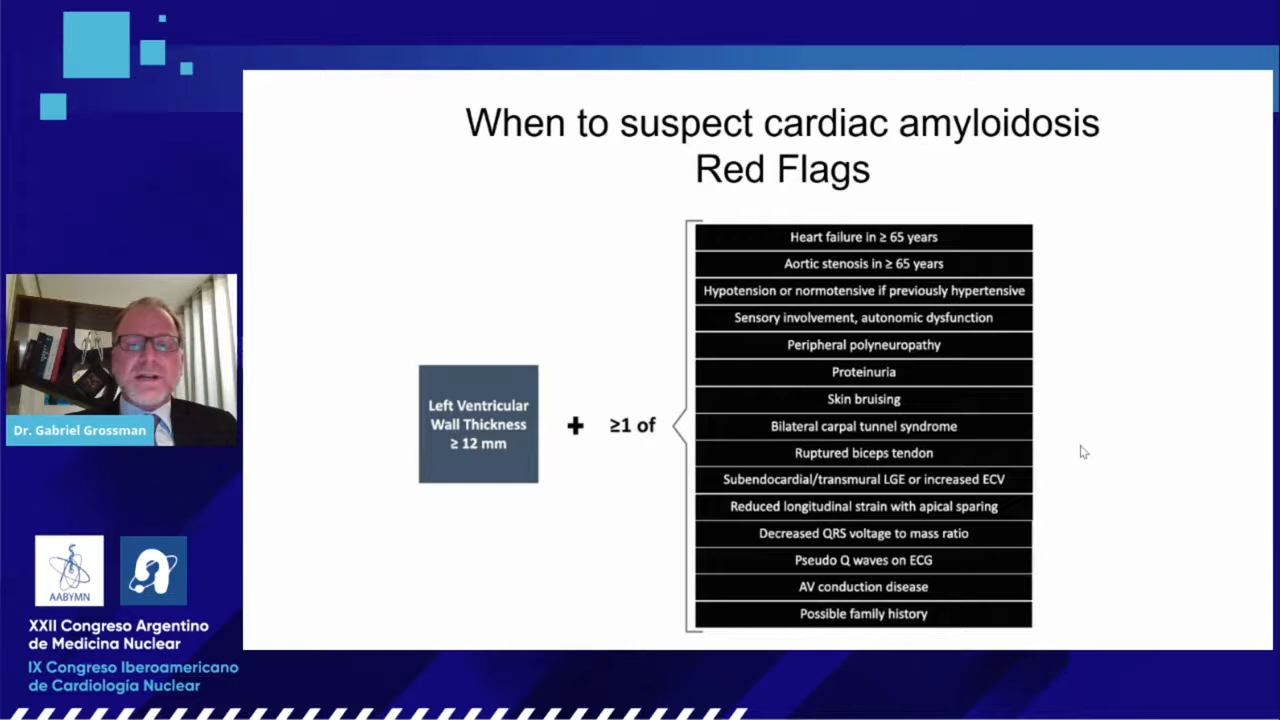 When to suspect cardiac amyloidosis
Red Flags
Left Ventricular
Wall Thickness
≥ 12 mm
+
≥1 of
Heart failure in ≥ 65 years
Aortic stenosis in ≥ 65 years
Hypotension or normotensive if previously hypertensive
Sensory involvement, autonomic dysfunction
Peripheral polyneuropathy
Proteinuria
Skin bruising
Bilateral carpal tunnel syndrome
Ruptured biceps tendon
Subendocardial/transmural LGE or increased ECV
Reduced longitudinal strain with apical sparing
Decreased QRS voltage to mass ratio
Pseudo Q waves on ECG
AV conduction disease
Possible family history
Dr. Gabriel Grossman
AABYMN
XXII Congreso Argentino
de Medicina Nuclear
IX Congreso Iberoamericano
de Cardiología Nuclear